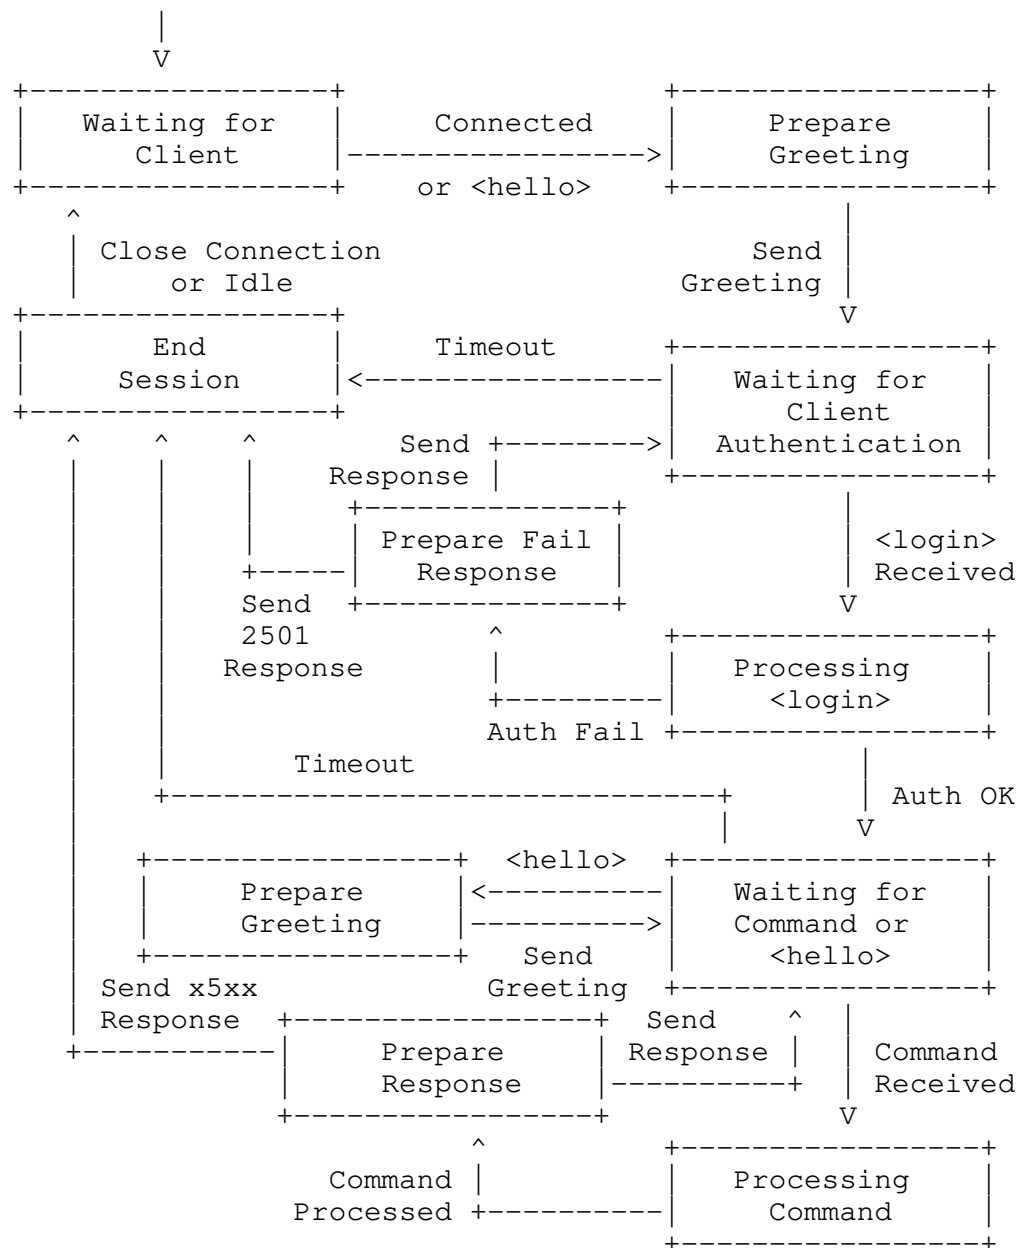 Waiting for Connected Prepare
Client Greeting
or <hello>
Close Connection Send
or Idle Greeting
End Timeout
Session Waiting for
Client
Send Authentication
Response
Prepare Fail <login>
Response Received
Send
2501 Processing
Response <login>
Auth Fail
Timeout
Auth OK
<hello>
Prepare Waiting for
Greeting Command or
Send <hello>
Send x5xx Greeting
Response Send
Prepare Response Command
Response Received
Command Processing
Processed Command